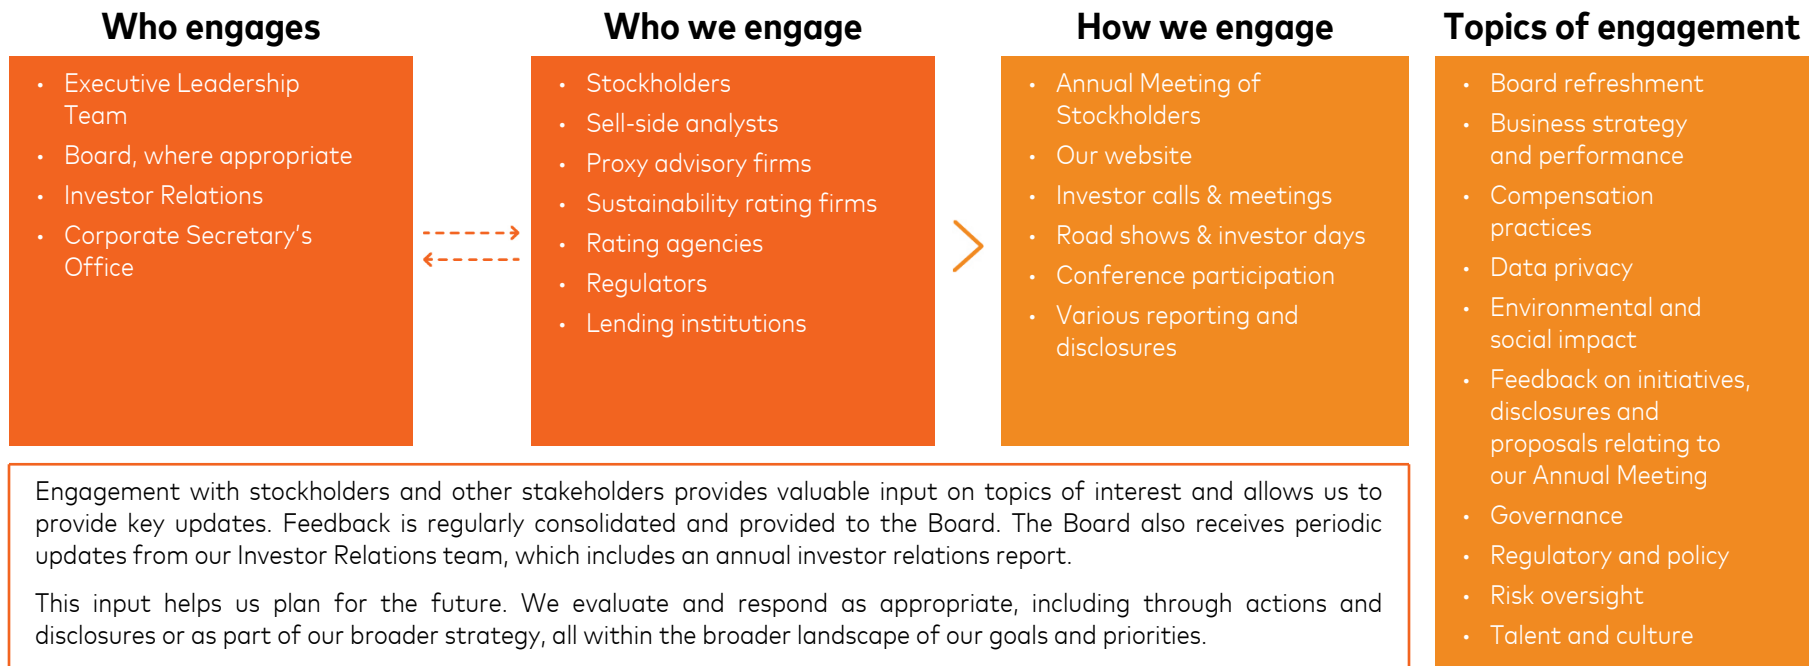 Who engages
• Executive Leadership
Team
• Board, where appropriate
• Investor Relations
• Corporate Secretary's
Office
Who we engage
• Stockholders
• Sell-side analysts
• Proxy advisory firms
• Sustainability rating firms
• Rating agencies
• Regulators
• Lending institutions
How we engage
• Annual Meeting of
Stockholders
• Our website
• Investor calls & meetings
• Road shows & investor days
• Conference participation
• Various reporting and
disclosures
Topics of engagement
• Board refreshment
• Business strategy
and performance
• Compensation
practices
• Data privacy
• Environmental and
social impact
• Feedback on initiatives,
disclosures and
proposals relating to
our Annual Meeting
• Governance
• Regulatory and policy
• Risk oversight
• Talent and culture
Engagement with stockholders and other stakeholders provides valuable input on topics of interest and allows us to
provide key updates. Feedback is regularly consolidated and provided to the Board. The Board also receives periodic
updates from our Investor Relations team, which includes an annual investor relations report.
This input helps us plan for the future. We evaluate and respond as appropriate, including through actions and
disclosures or as part of our broader strategy, all within the broader landscape of our goals and priorities.